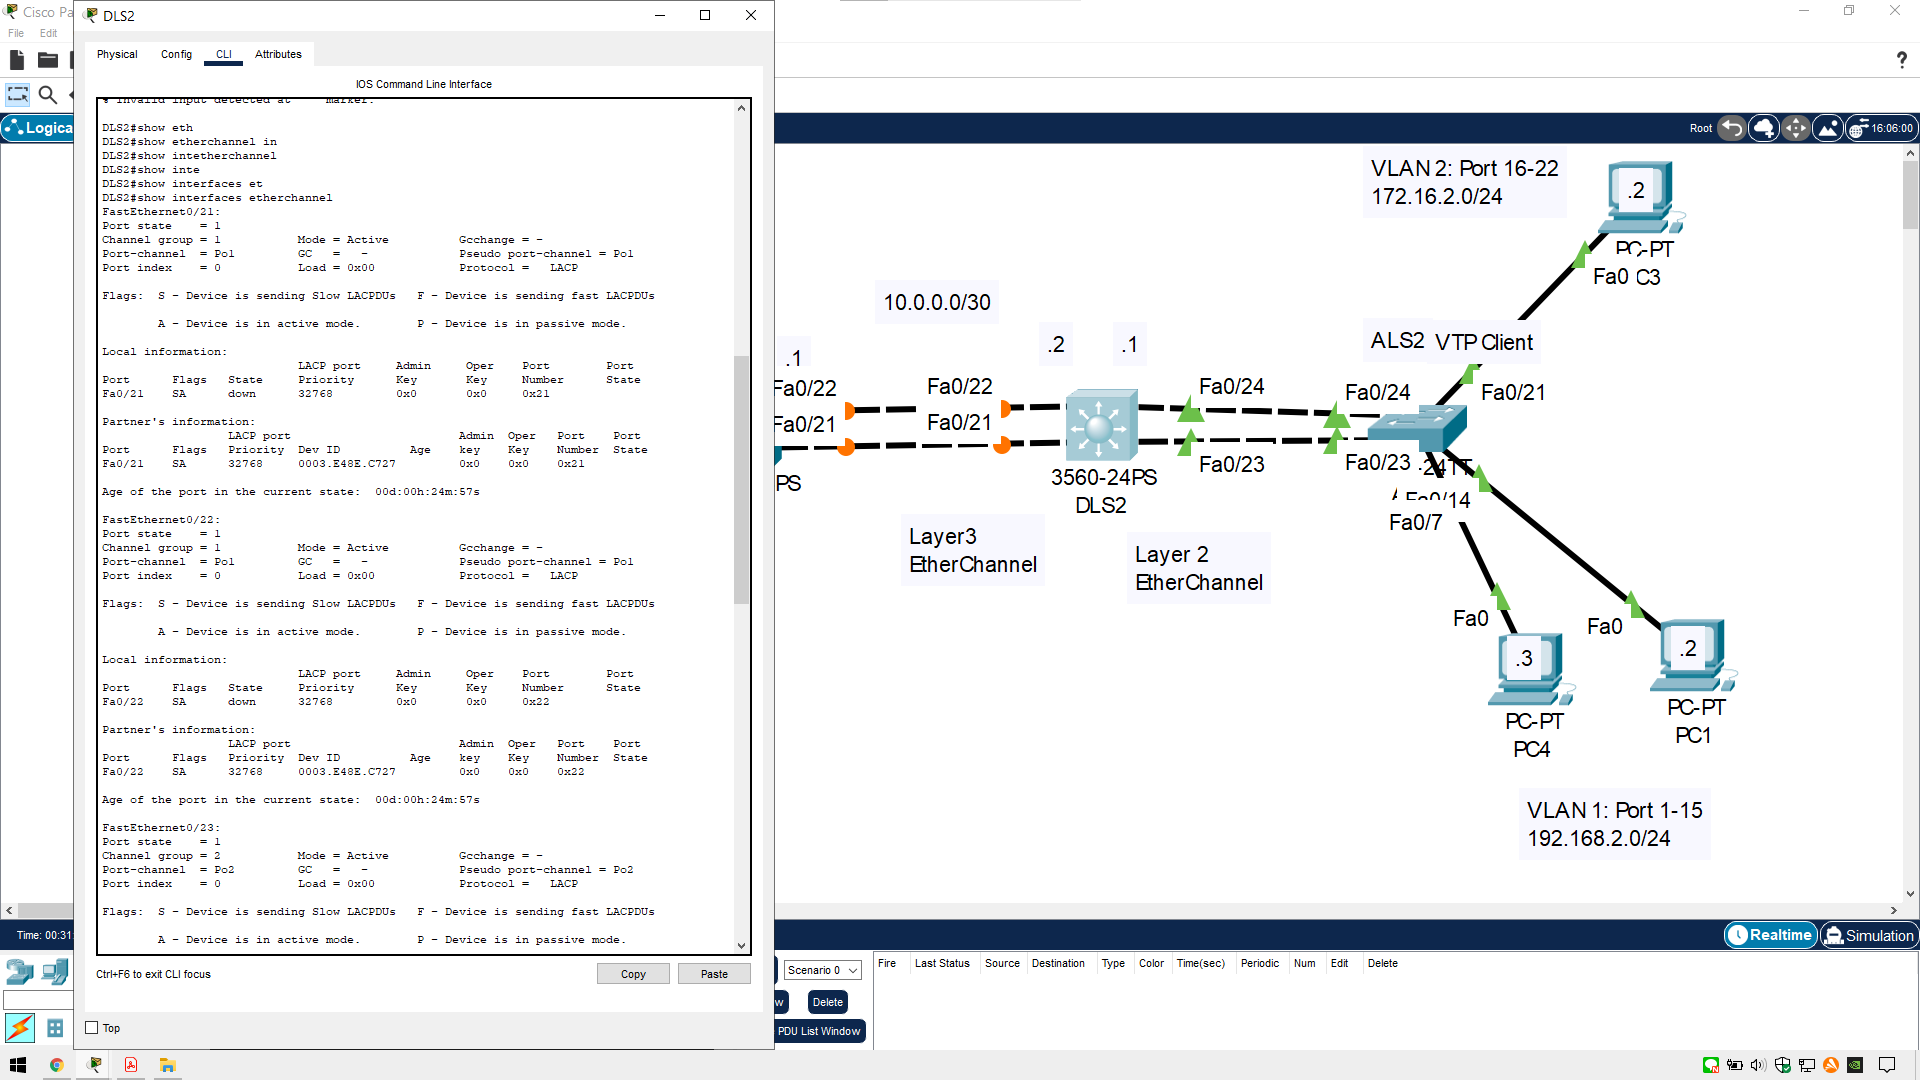 Cisco Pa
File Edit
DLS2
Physical Config CLI Attributes
IOS Command Line Interface
% Invalid input detected at marker.
DLS2#show eth
DLS2#show etherchannel in
DLS2#show intetherchannel
DLS2#show inte
DLS2#show interfaces et
DLS2#show interfaces etherchannel
FastEthernet0/21:
Port state = 1
Channel group = 1 Mode = Active Gcchange = -
Port-channel = Po1 GC = - Pseudo port-channel = Po1
Port index = 0 Load = 0x00 Protocol = LACP
Flags: S - Device is sending Slow LACPDUs F - Device is sending fast LACPDUs
A - Device is in active mode. P - Device is in passive mode.
Local information:
LACP port Admin Oper Port Port
Port Flags State Priority Key Key Number State
Fa0/21 SA down 32768 0x0 0x0 0x21
Partner's information:
LACP port Admin Oper Port Port
Port Flags Priority Dev ID Age key Key Number State
Fa0/21 SA 32768 0003.E48E.C727 0x0 0x0 0x21
Age of the port in the current state: 00d:00h:24m:57s
FastEthernet0/22:
Port state = 1
Channel group = 1 Mode = Active Gcchange = -
Port-channel = Po1 GC = - Pseudo port-channel = Po1
Port index = 0 Load = 0x00 Protocol = LACP
Flags: S - Device is sending Slow LACPDUs F - Device is sending fast LACPDUs
A - Device is in active mode. P - Device is in passive mode.
Local information:
LACP port Admin Oper Port Port
Port Flags State Priority Key Key Number State
Fa0/22 SA down 32768 0x0 0x0 0x22
Partner's information:
LACP port Admin Oper Port Port
Port Flags Priority Dev ID Age key Key Number State
Fa0/22 SA 32768 0003.E48E.C727 0x0 0x0 0x22
Age of the port in the current state: 00d:00h:24m:57s
FastEthernet0/23:
Port state = 1
Channel group = 2 Mode = Active Gcchange = -
Port-channel = Po2 GC = - Pseudo port-channel = Po2
Port index = 0 Load = 0x00 Protocol = LACP
Flags: S - Device is sending Slow LACPDUs F - Device is sending fast LACPDUs
A - Device is in active mode. P - Device is in passive mode.
Ctrl+F6 to exit CLI focus
Copy
Paste
Top
Logica
Root
16:06:00
VLAN 2: Port 16-22
172.16.2.0/24
.2
PC-PT
Fa0 C3
10.0.0.0/30
.1
.2
.1
ALS2 VTP Client
Fa0/22
Fa0/22
Fa0/24
Fa0/24
Fa0/21
Fa0/21
Fa0/21
Fa0/23
Fa0/23
24TT
PS
3560-24PS
DLS2
Fa0/14
Fa0/7
Layer3
EtherChannel
Layer 2
EtherChannel
Fa0
Fa0
.3
.2
PC-PT
PC4
PC-PT
PC1
VLAN 1: Port 1-15
192.168.2.0/24
Time: 00:31
Realtime
Simulation
Scenario 0
Fire Last Status Source Destination Type Color Time(sec) Periodic Num Edit Delete
Delete
PDU List Window